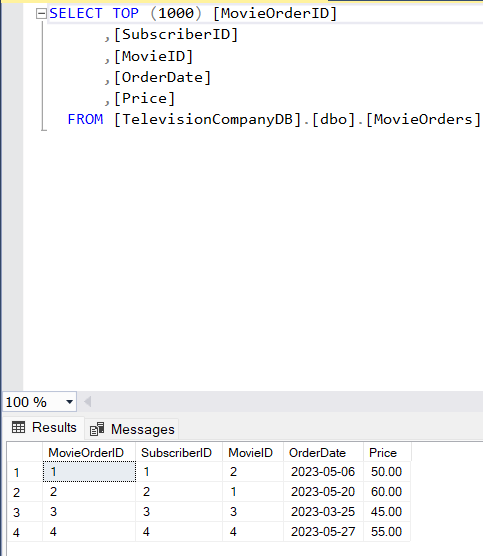 SELECT TOP (1000) [MovieOrderID]
,[SubscriberID]
,[MovieID]
,[OrderDate]
,[Price]
FROM [TelevisionCompanyDB].[dbo].[MovieOrders]
100 %
Results Messages
MovieOrderID SubscriberID MovieID OrderDate Price
1 1 1 2 2023-05-06 50.00
2 2 2 1 2023-05-20 60.00
3 3 3 3 2023-03-25 45.00
4 4 4 4 2023-05-27 55.00